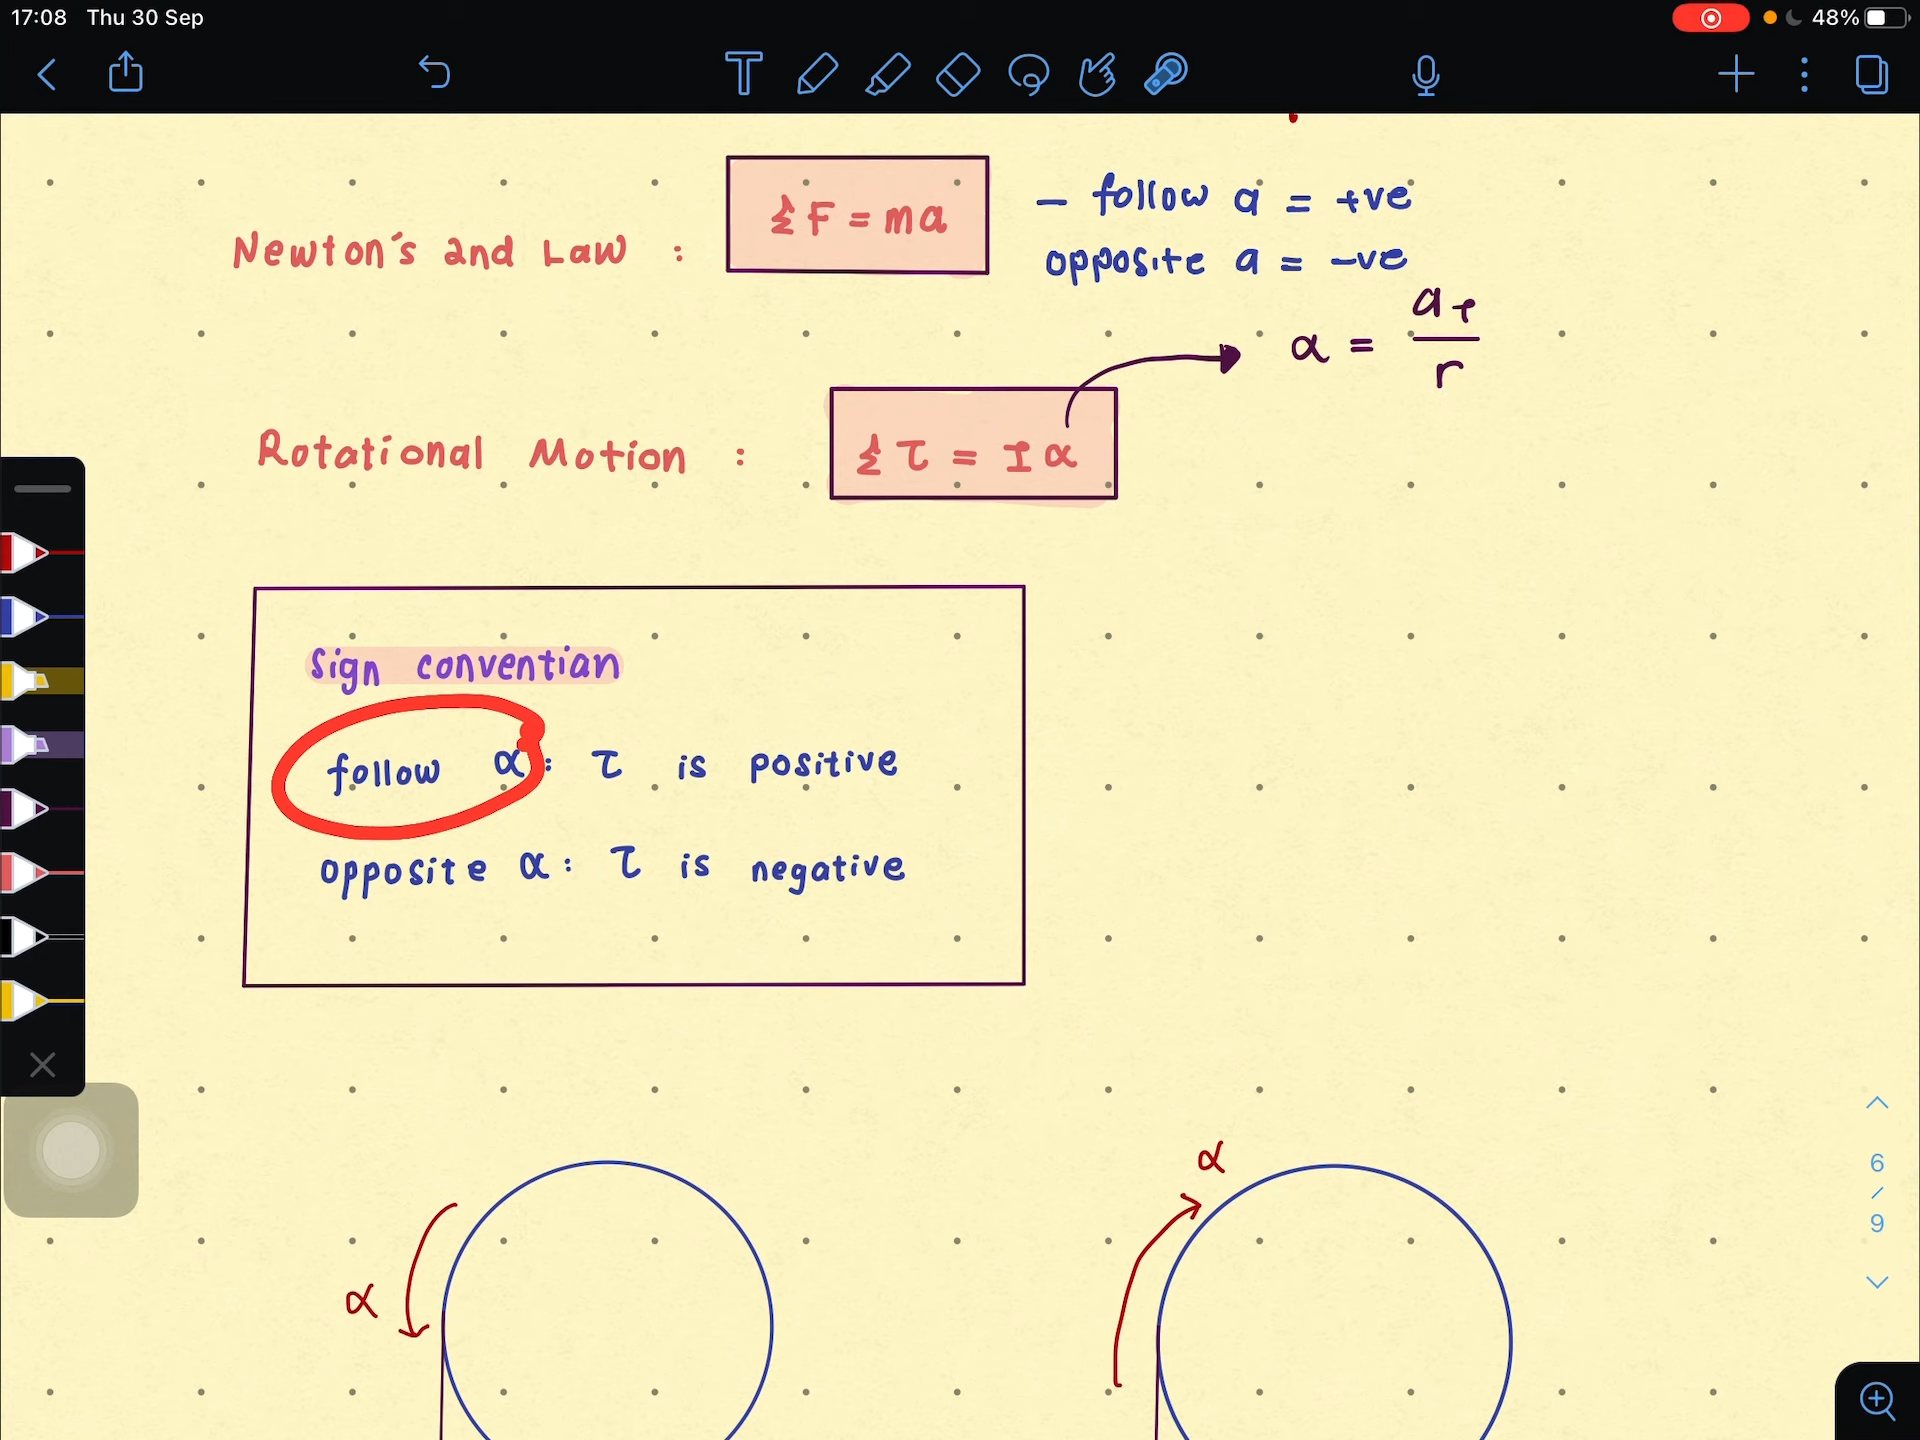 17:08 Thu 30 Sep
48%
Newton's 2nd Law : ΣF = ma
- follow a = +ve
opposite a = -ve
α = aT / r
Rotational Motion : Στ = Iα
sign conventian
follow α: τ is positive
opposite α: τ is negative
α
α
6
/
9